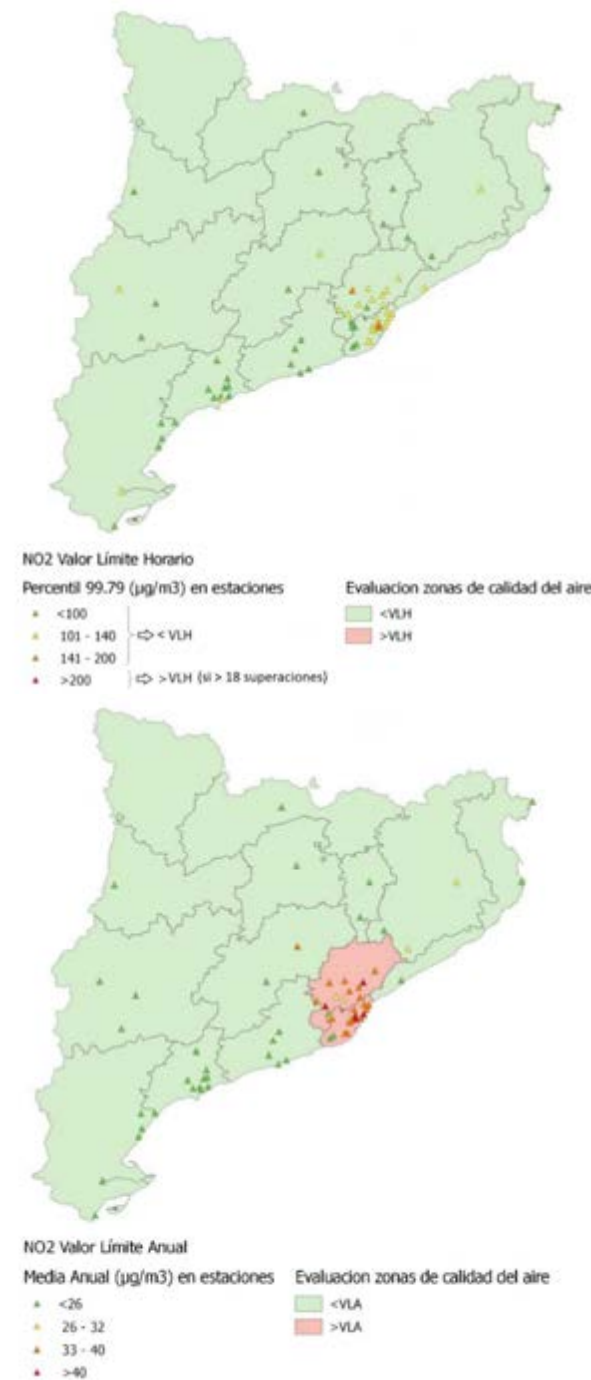 NO2 Valor Límite Horario
Percentil 99.79 (µg/m3) en estaciones
<100
101 - 140
141 - 200
⇨ < VLH
>200
⇨ >VLH (si > 18 superaciones)
Evaluacion zonas de calidad del aire
<VLH
>VLH
NO2 Valor Límite Anual
Media Anual (µg/m3) en estaciones
<26
26 - 32
33 - 40
>40
Evaluacion zonas de calidad del aire
<VLA
>VLA